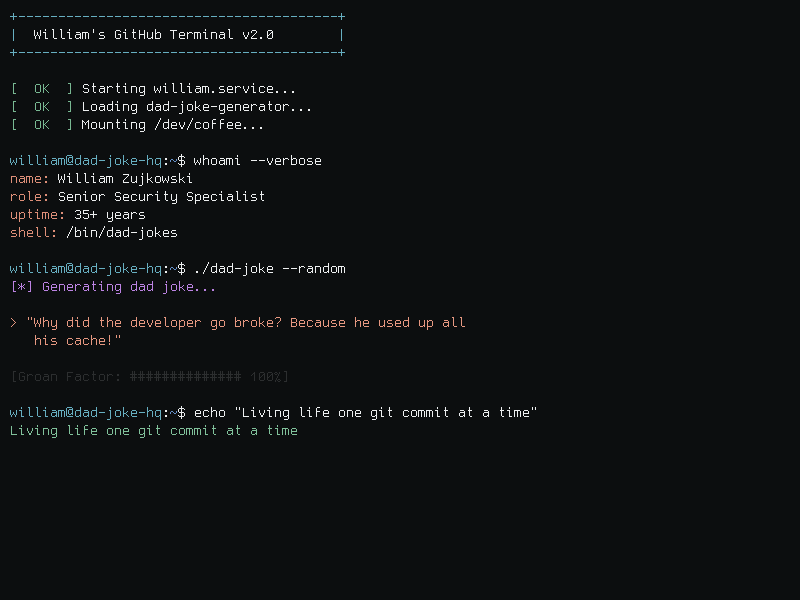 +----------------------------------------+
|  William's GitHub Terminal v2.0        |
+----------------------------------------+
[  OK  ] Starting william.service...
[  OK  ] Loading dad-joke-generator...
[  OK  ] Mounting /dev/coffee...
william@dad-joke-hq:~$ whoami --verbose
name: William Zujkowski
role: Senior Security Specialist
uptime: 35+ years
shell: /bin/dad-jokes
william@dad-joke-hq:~$ ./dad-joke --random
[*] Generating dad joke...
> "Why did the developer go broke? Because he used up all
   his cache!"
[Groan Factor: ############## 100%]
william@dad-joke-hq:~$ echo "Living life one git commit at a time"
Living life one git commit at a time